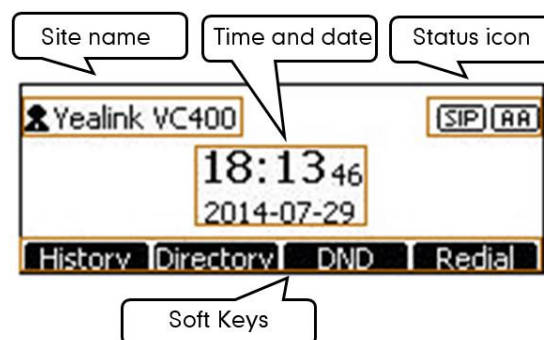 Site name Time and date Status icon
Yealink VC400 SIP AA
18:13 46
2014-07-29
History Directory DND Redial
Soft Keys